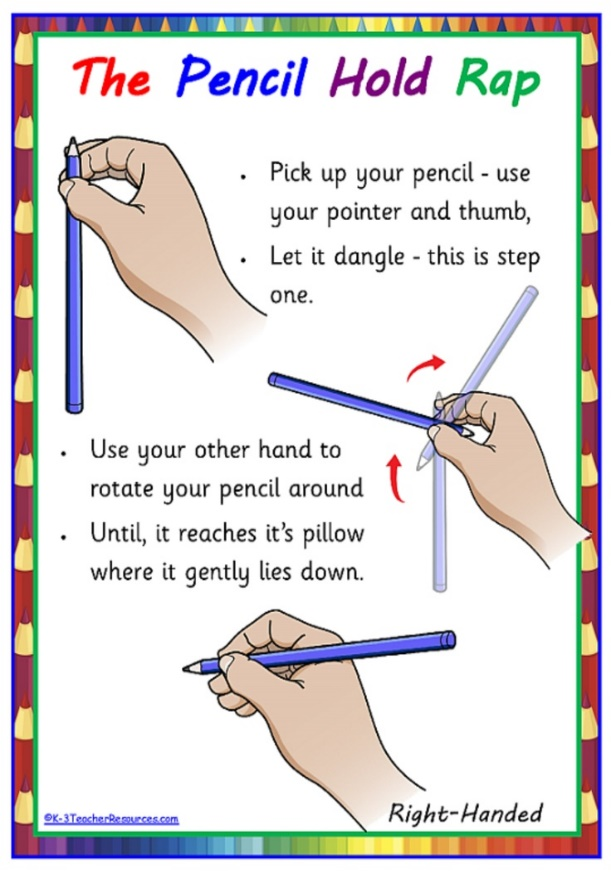 The Pencil Hold Rap
• Pick up your pencil - use
your pointer and thumb,
• Let it dangle - this is step
one.
• Use your other hand to
rotate your pencil around
• Until, it reaches it's pillow
where it gently lies down.
©K-3TeacherResources.com
Right-Handed